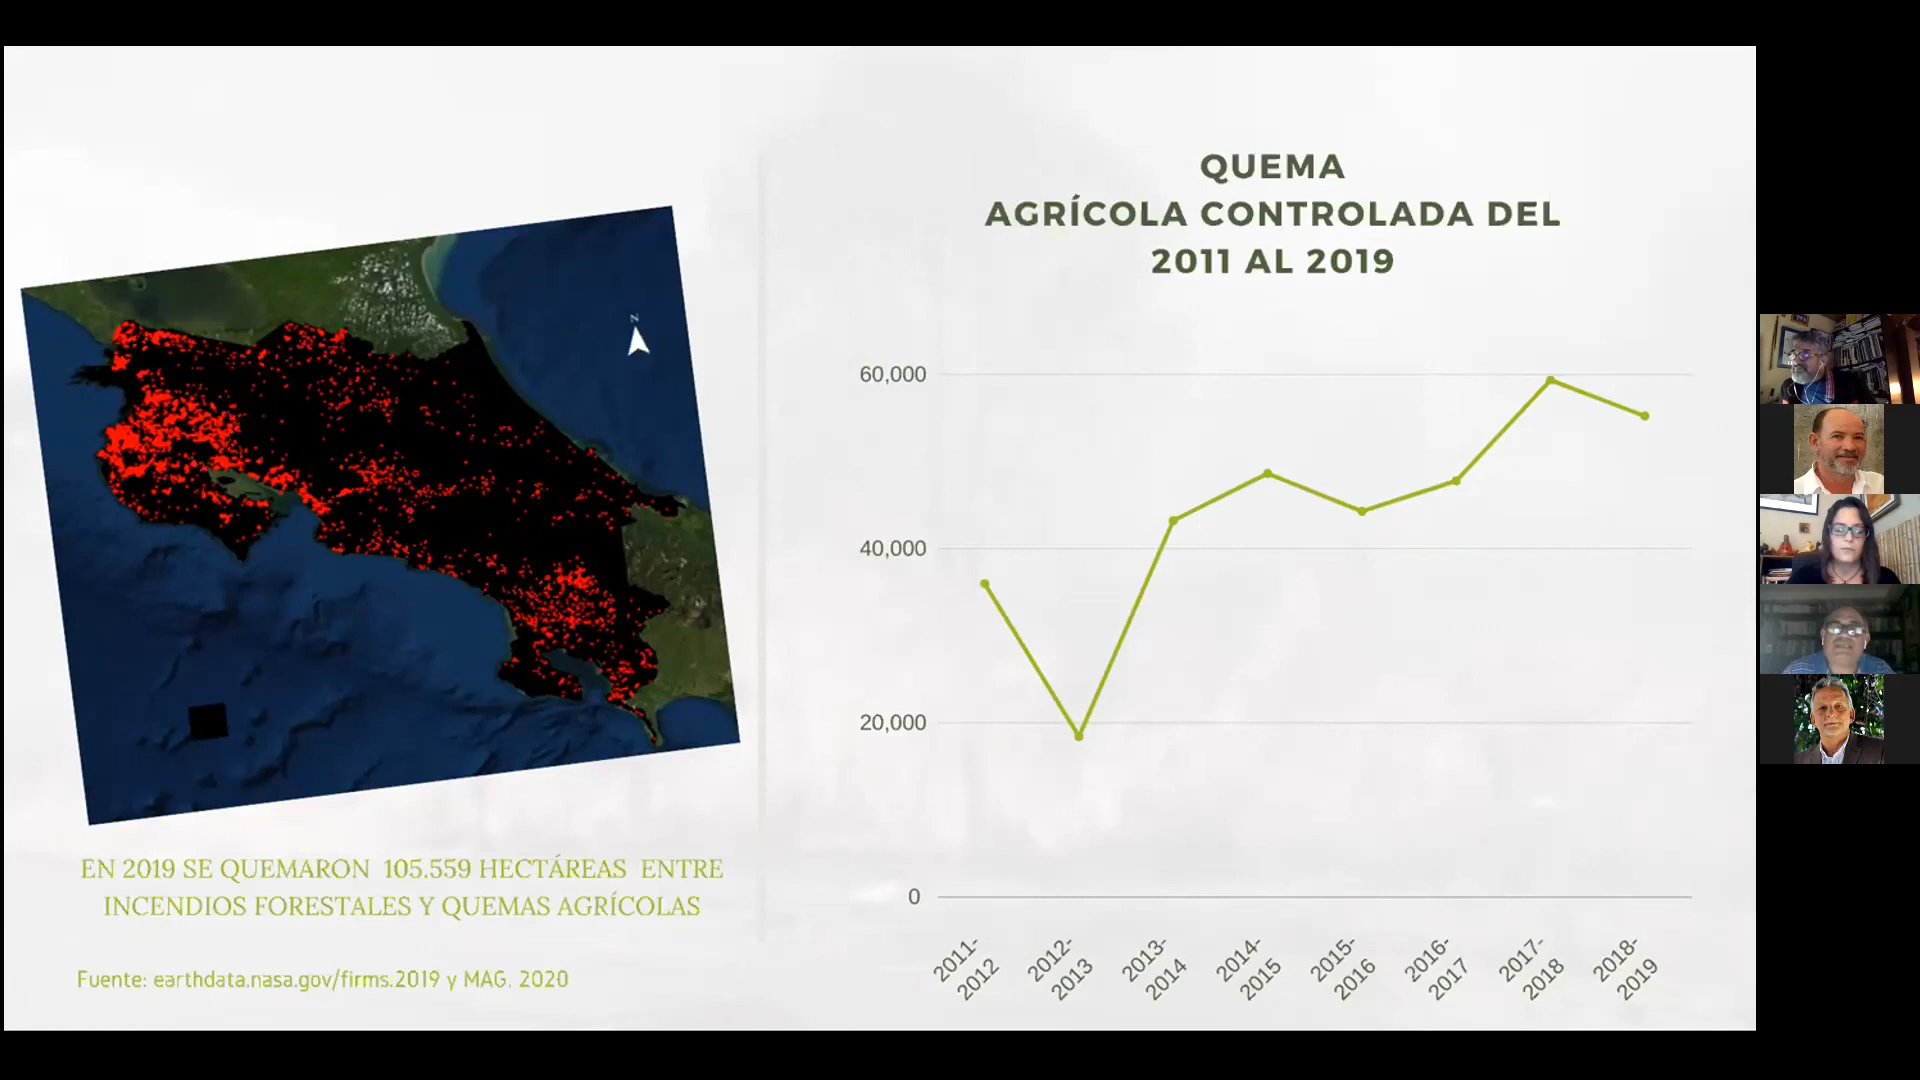 QUEMA
AGRÍCOLA CONTROLADA DEL
2011 AL 2019
N
60,000
40,000
20,000
0
2011-
2012
2012-
2013
2013-
2014
2014-
2015
2015-
2016
2016-
2017
2017-
2018
2018-
2019
EN 2019 SE QUEMARON 105.559 HECTÁREAS ENTRE
INCENDIOS FORESTALES Y QUEMAS AGRÍCOLAS
Fuente: earthdata.nasa.gov/firms.2019 y MAG. 2020